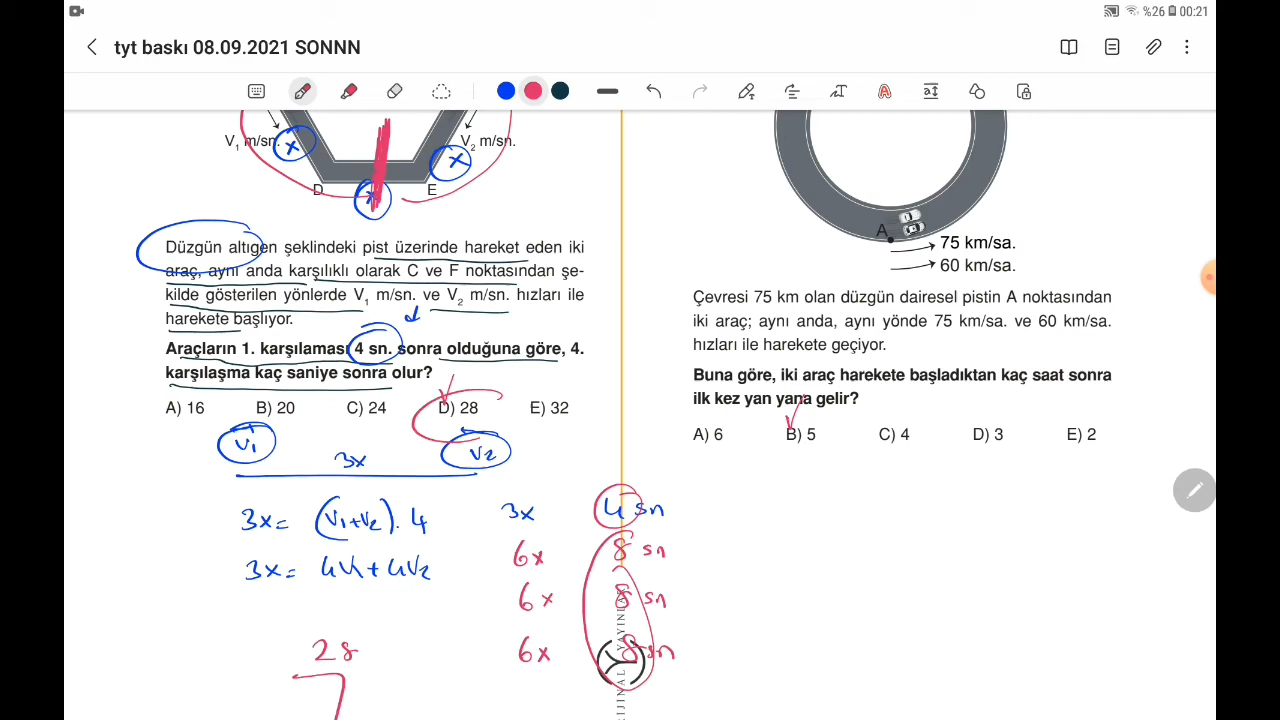 %26 00:21
tyt baskı 08.09.2021 SONNN
V1 m/sn.
x
x
V2 m/sn.
D
E
Düzgün altıgen şeklindeki pist üzerinde hareket eden iki
araç, aynı anda karşılıklı olarak C ve F noktasından şe-
kilde gösterilen yönlerde V1 m/sn. ve V2 m/sn. hızları ile
harekete başlıyor.
Araçların 1. karşılaması 4 sn. sonra olduğuna göre, 4.
karşılaşma kaç saniye sonra olur?
A) 16 B) 20 C) 24 D) 28 E) 32
V1 3x V2
3x= (V1+V2).4
3x= 4V1+4V2
28
3x 4 sn
6x 8 sn
6x 8 sn
6x 8 sn
A
75 km/sa.
60 km/sa.
Çevresi 75 km olan düzgün dairesel pistin A noktasından
iki araç; aynı anda, aynı yönde 75 km/sa. ve 60 km/sa.
hızları ile harekete geçiyor.
Buna göre, iki araç harekete başladıktan kaç saat sonra
ilk kez yan yana gelir?
A) 6 B) 5 C) 4 D) 3 E) 2